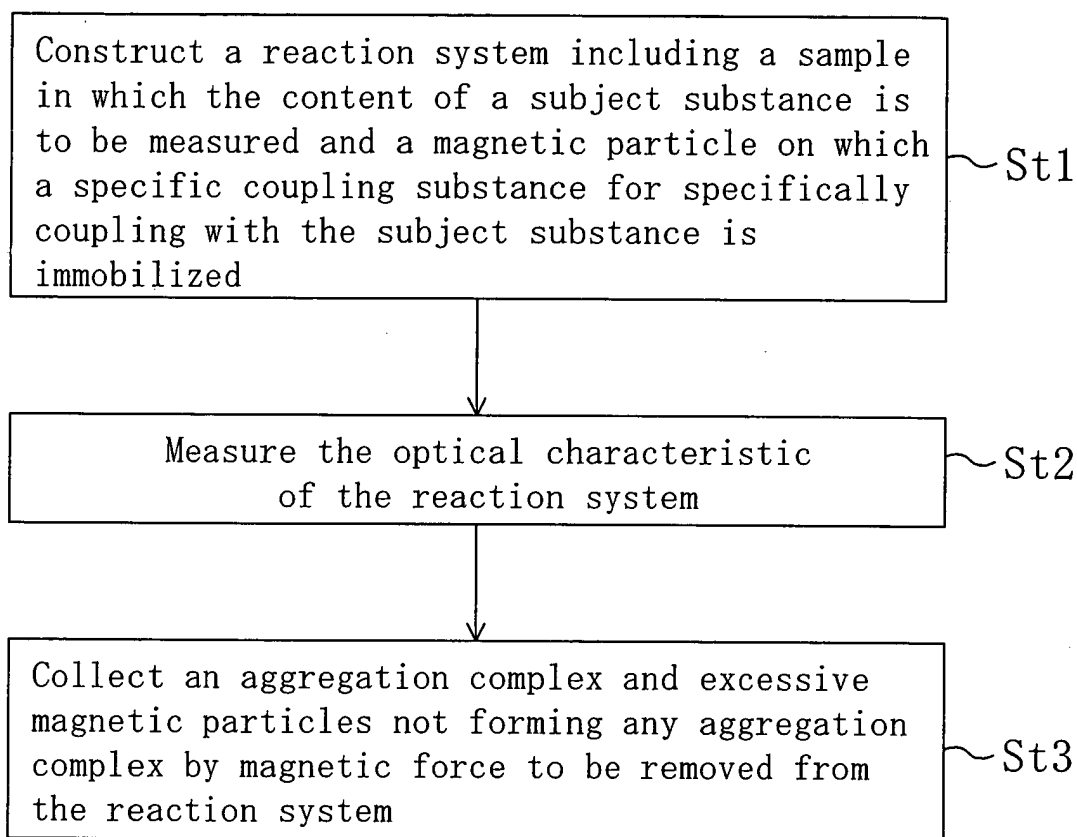 Construct a reaction system including a sample
in which the content of a subject substance is
to be measured and a magnetic particle on which
a specific coupling substance for specifically
coupling with the subject substance is
immobilized
St1
Measure the optical characteristic
of the reaction system
St2
Collect an aggregation complex and excessive
magnetic particles not forming any aggregation
complex by magnetic force to be removed from
the reaction system
St3